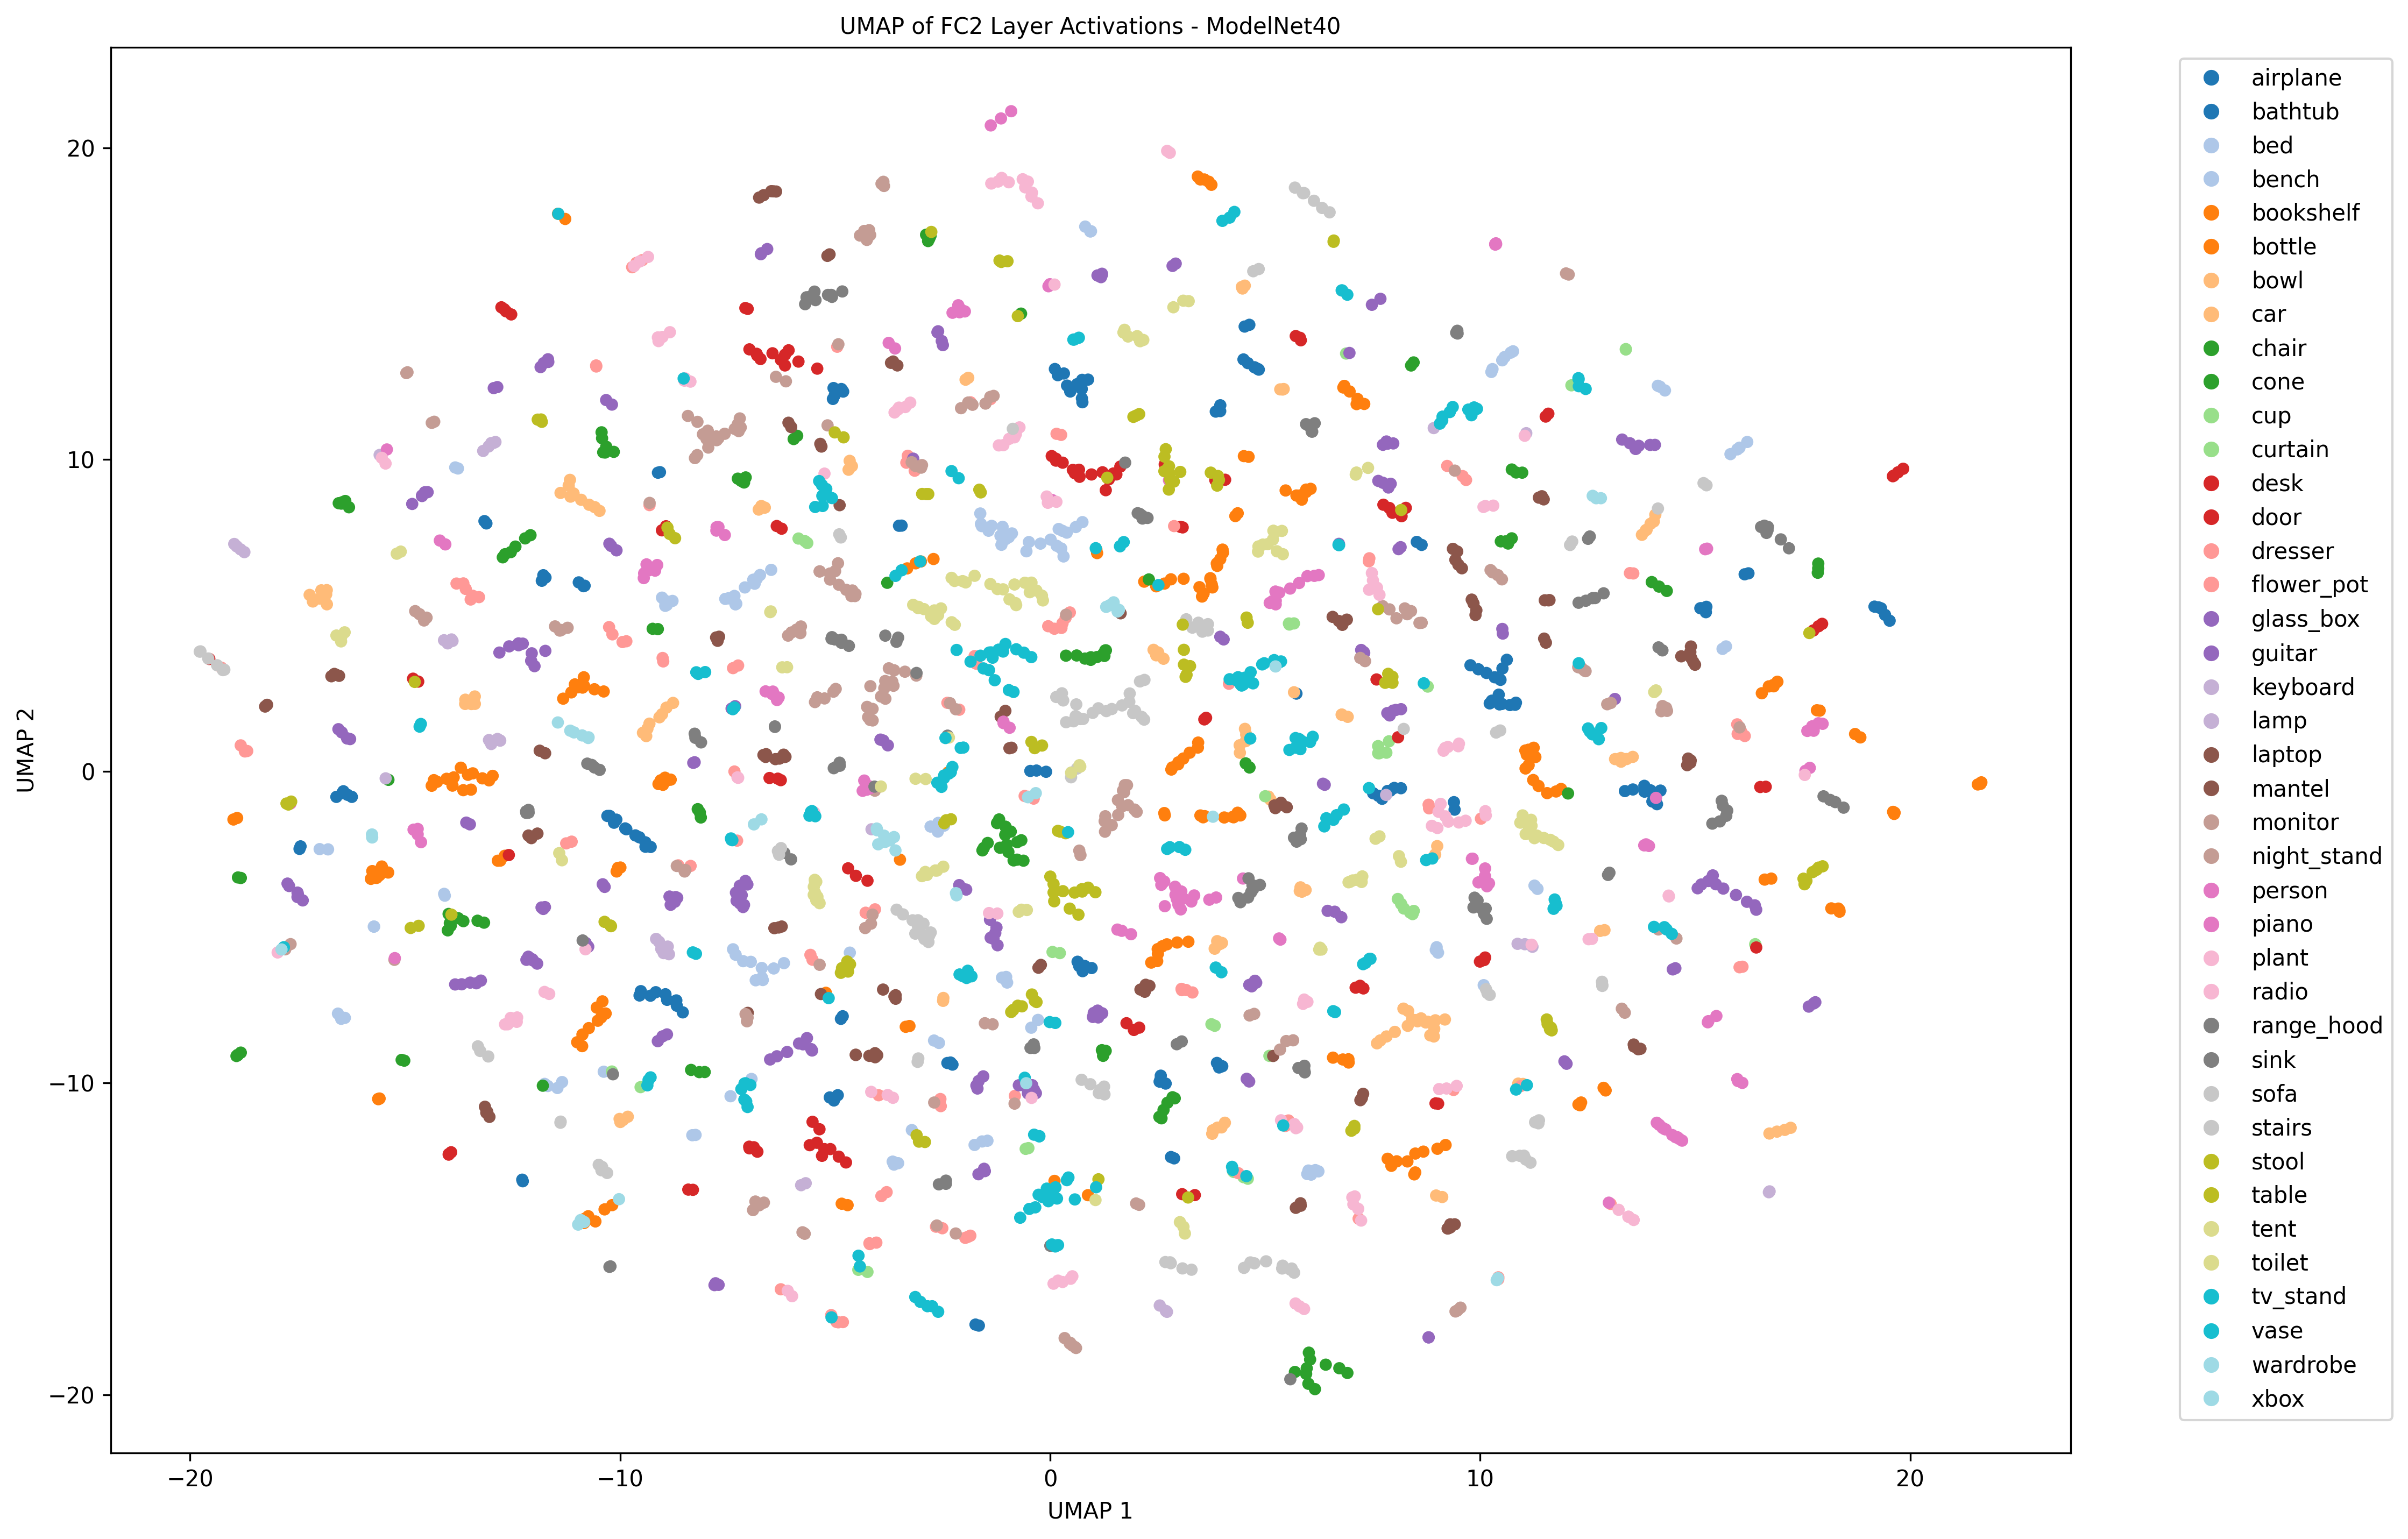 UMAP of FC2 Layer Activations - ModelNet40
20
10
0
−10
−20
UMAP 2
−20
−10
0
10
20
UMAP 1
airplane
bathtub
bed
bench
bookshelf
bottle
bowl
car
chair
cone
cup
curtain
desk
door
dresser
flower_pot
glass_box
guitar
keyboard
lamp
laptop
mantel
monitor
night_stand
person
piano
plant
radio
range_hood
sink
sofa
stairs
stool
table
tent
toilet
tv_stand
vase
wardrobe
xbox